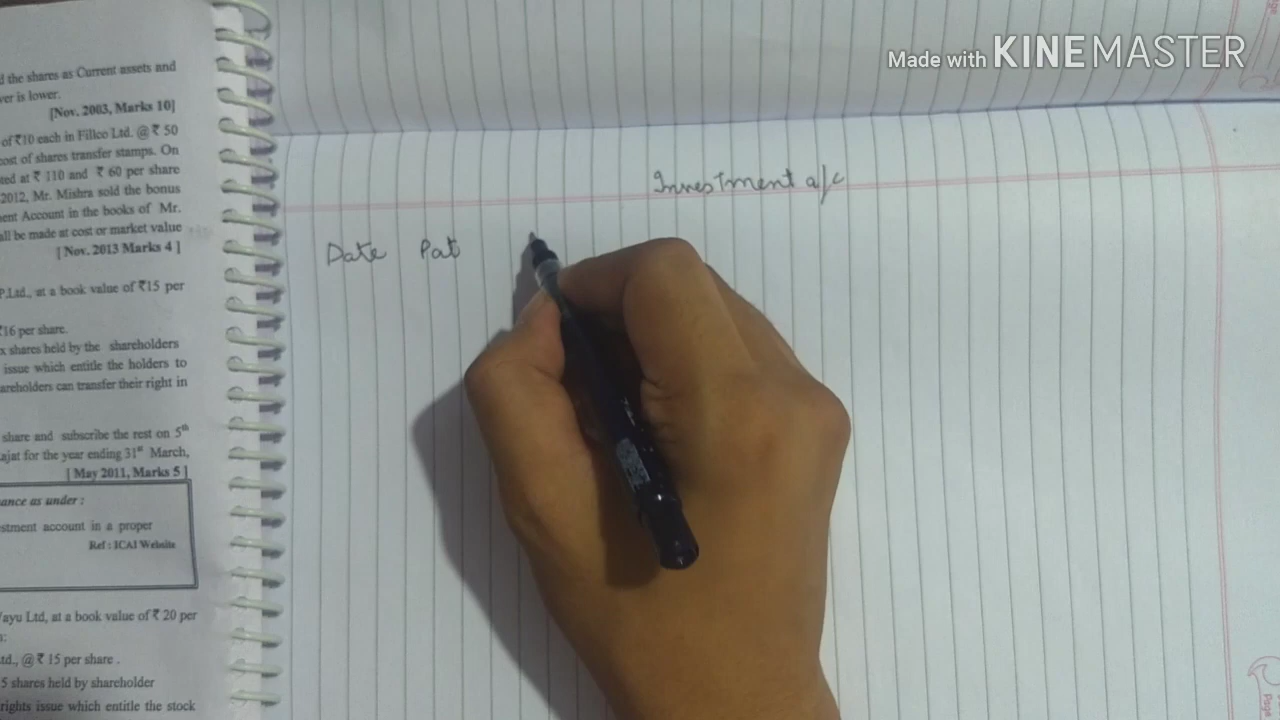 d the shares as Current assets and
ver is lower.
[Nov. 2003, Marks 10]
of ₹10 each in Fillco Ltd. @ ₹ 50
cost of shares transfer stamps. On
ted at ₹ 110 and ₹ 60 per share
2012, Mr. Mishra sold the bonus
ent Account in the books of Mr.
all be made at cost or market value
[ Nov. 2013 Marks 4 ]
P.Ltd., at a book value of ₹15 per
₹16 per share.
x shares held by the shareholders
issue which entitle the holders to
areholders can transfer their right in
share and subscribe the rest on 5th
ajat for the year ending 31st March,
[ May 2011, Marks 5 ]
ance as under :
stment account in a proper
Ref : ICAI Website
Vayu Ltd, at a book value of ₹ 20 per
:
td., @ ₹ 15 per share .
5 shares held by shareholder
rights issue which entitle the stock
Made with KINEMASTER
Investment a/c
Date Pat
Page
Page